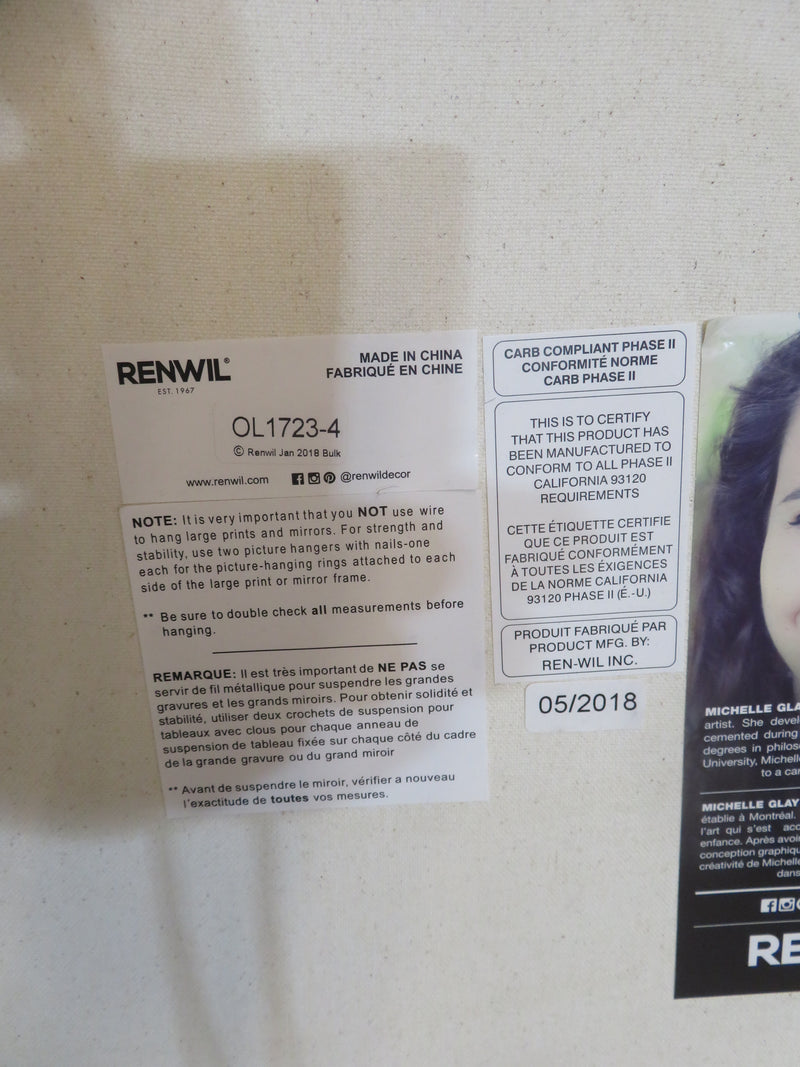 RENWIL®
EST. 1967
MADE IN CHINA
FABRIQUÉ EN CHINE
OL1723-4
© Renwil Jan 2018 Bulk
www.renwil.com
@renwildecor
NOTE: It is very important that you NOT use wire
to hang large prints and mirrors. For strength and
stability, use two picture hangers with nails-one
each for the picture-hanging rings attached to each
side of the large print or mirror frame.
** Be sure to double check all measurements before
hanging.
REMARQUE: Il est très important de NE PAS se
servir de fil métallique pour suspendre les grandes
gravures et les grands miroirs. Pour obtenir solidité et
stabilité, utiliser deux crochets de suspension pour
tableaux avec clous pour chaque anneau de
suspension de tableau fixée sur chaque côté du cadre
de la grande gravure ou du grand miroir
** Avant de suspendre le miroir, vérifier a nouveau
l'exactitude de toutes vos mesures.
CARB COMPLIANT PHASE II
CONFORMITÉ NORME
CARB PHASE II
THIS IS TO CERTIFY
THAT THIS PRODUCT HAS
BEEN MANUFACTURED TO
CONFORM TO ALL PHASE II
CALIFORNIA 93120
REQUIREMENTS
CETTE ÉTIQUETTE CERTIFIE
QUE CE PRODUIT EST
FABRIQUÉ CONFORMÉMENT
À TOUTES LES ÉXIGENCES
DE LA NORME CALIFORNIA
93120 PHASE II (É.-U.)
PRODUIT FABRIQUÉ PAR
PRODUCT MFG. BY:
REN-WIL INC.
05/2018
MICHELLE GLA
artist. She devel
cemented during
degrees in philos
University, Michell
to a car
MICHELLE GLAY
établie à Montréal.
l'art qui s'est acc
enfance. Après avoi
conception graphiqu
créativité de Michelle
dans
RE